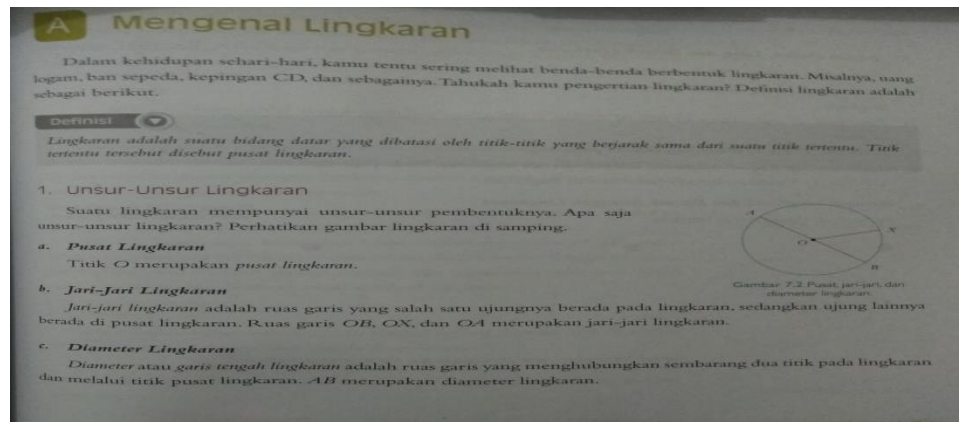 A Mengenal Lingkaran
Dalam kehidupan sehari-hari, kamu tentu sering melihat benda-benda berbentuk lingkaran. Misalnya, uang
logam, ban sepeda, kepingan CD, dan sebagainya. Tahukah kamu pengertian lingkaran? Definisi lingkaran adalah
sebagai berikut.
Definisi
Lingkaran adalah suatu bidang datar yang dibatasi oleh titik-titik yang berjarak sama dari suatu titik tertentu. Titik
tertentu tersebut disebut pusat lingkaran.
1. Unsur-Unsur Lingkaran
Suatu lingkaran mempunyai unsur-unsur pembentuknya. Apa saja
unsur-unsur lingkaran? Perhatikan gambar lingkaran di samping.
a. Pusat Lingkaran
Titik O merupakan pusat lingkaran.
A
X
O
B
Gambar 7.2 Pusat, jari-jari, dan
diameter lingkaran.
b. Jari-Jari Lingkaran
Jari-jari lingkaran adalah ruas garis yang salah satu ujungnya berada pada lingkaran, sedangkan ujung lainnya
berada di pusat lingkaran. Ruas garis OB, OX, dan OA merupakan jari-jari lingkaran.
c. Diameter Lingkaran
Diameter atau garis tengah lingkaran adalah ruas garis yang menghubungkan sembarang dua titik pada lingkaran
dan melalui titik pusat lingkaran. AB merupakan diameter lingkaran.